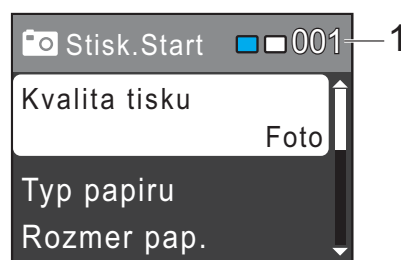 Stisk.Start 001 1
Kvalita tisku
Foto
Typ papiru
Rozmer pap.